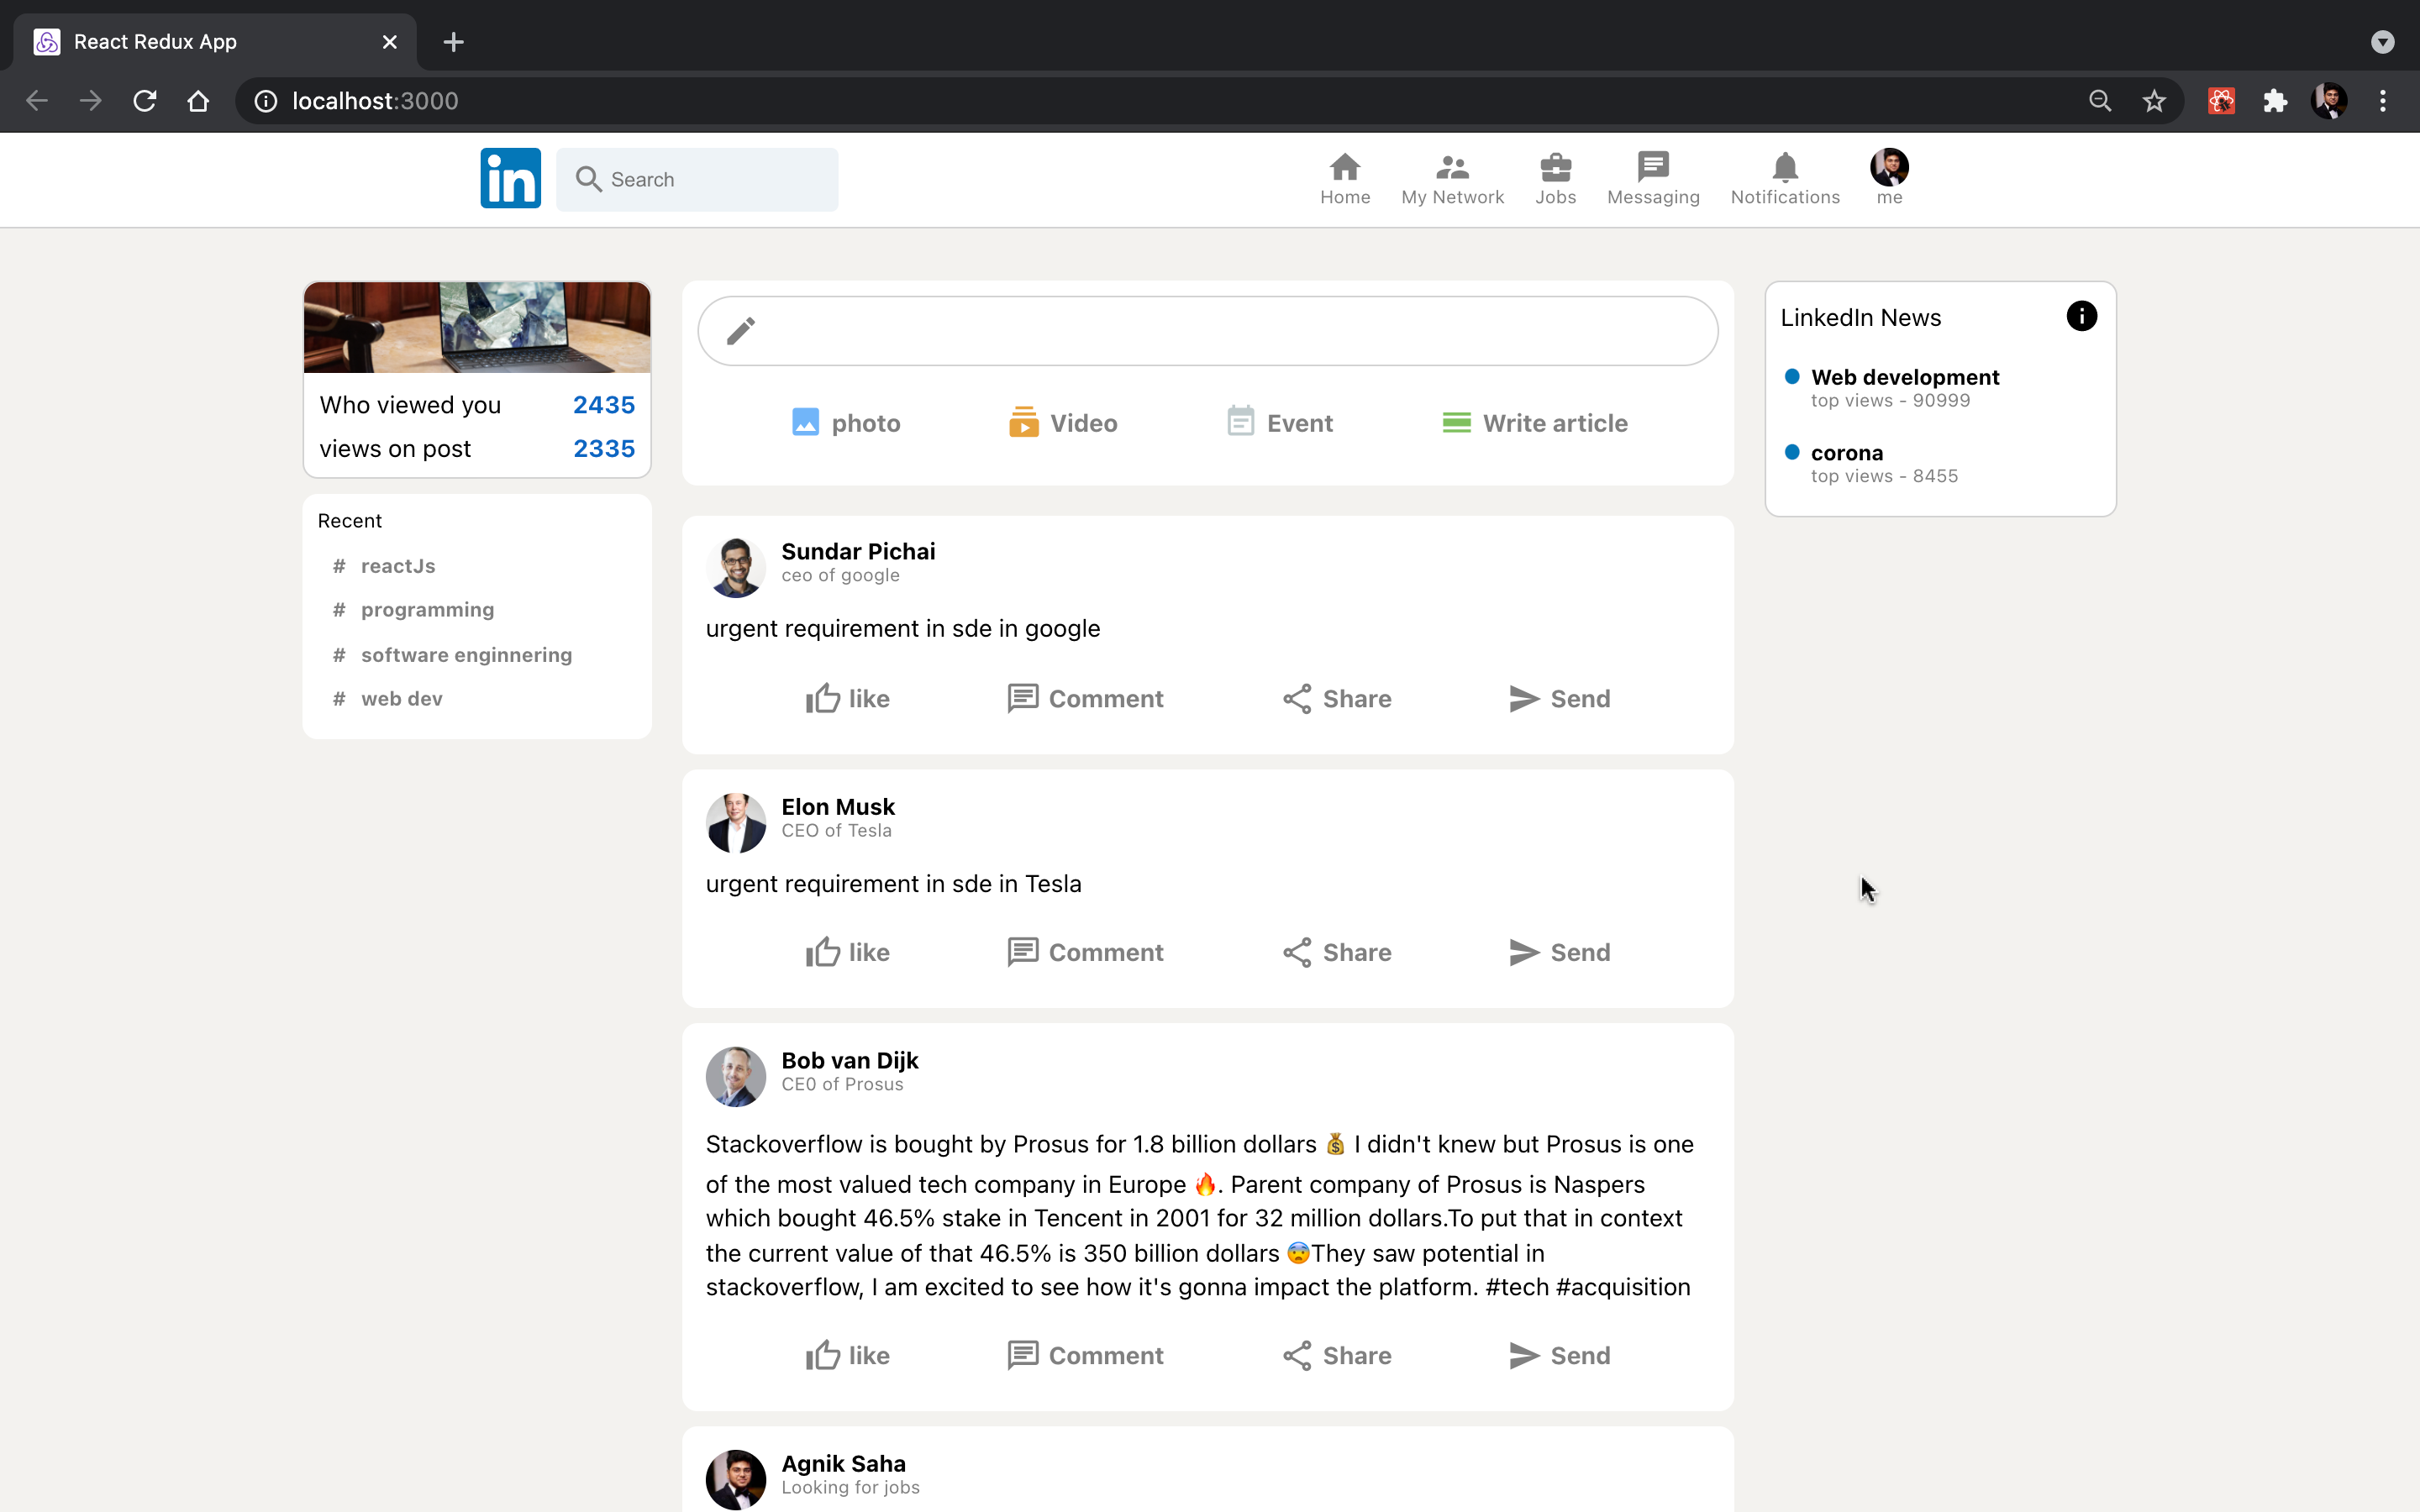 React Redux App
localhost:3000
in
Search
Home
My Network
Jobs
Messaging
Notifications
me
Who viewed you 2435
views on post 2335
Recent
# reactJs
# programming
# software enginnering
# web dev
photo
Video
Event
Write article
Sundar Pichai
ceo of google
urgent requirement in sde in google
like
Comment
Share
Send
Elon Musk
CEO of Tesla
urgent requirement in sde in Tesla
like
Comment
Share
Send
Bob van Dijk
CE0 of Prosus
Stackoverflow is bought by Prosus for 1.8 billion dollars 💰 I didn't knew but Prosus is one
of the most valued tech company in Europe 🔥. Parent company of Prosus is Naspers
which bought 46.5% stake in Tencent in 2001 for 32 million dollars.To put that in context
the current value of that 46.5% is 350 billion dollars 😨They saw potential in
stackoverflow, I am excited to see how it's gonna impact the platform. #tech #acquisition
like
Comment
Share
Send
Agnik Saha
Looking for jobs
LinkedIn News
Web development
top views - 90999
corona
top views - 8455